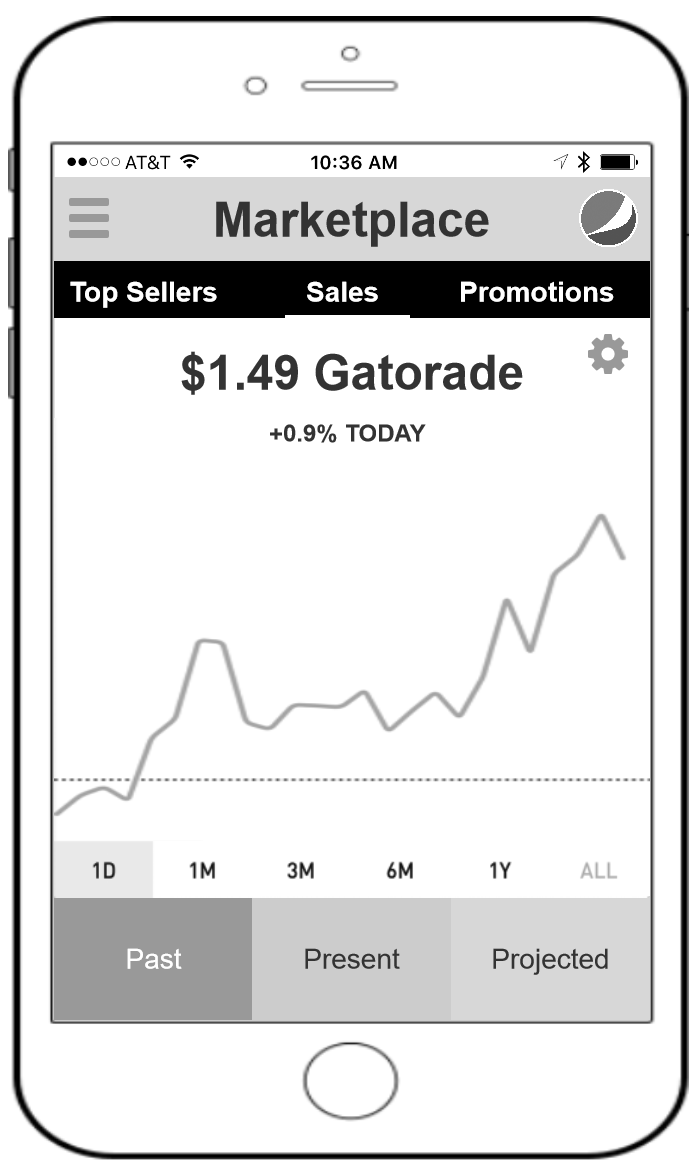 AT&T 10:36 AM
Marketplace
Top Sellers Sales Promotions
$1.49 Gatorade
+0.9% TODAY
1D 1M 3M 6M 1Y ALL
Past Present Projected